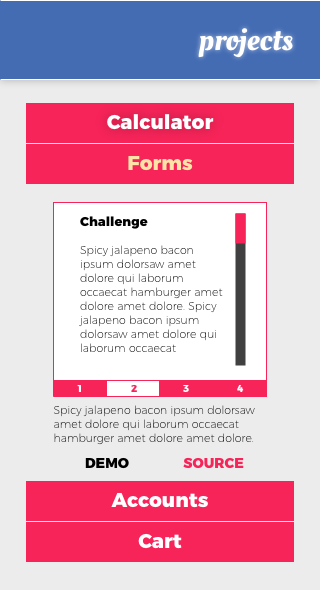 projects
Calculator
Forms
Challenge
Spicy jalapeno bacon
ipsum dolorsaw amet
dolore qui laborum
occaecat hamburger amet
dolore amet dolore. Spicy
jalapeno bacon ipsum
dolorsaw amet dolore qui
laborum occaecat
1 2 3 4
Spicy jalapeno bacon ipsum dolorsaw
amet dolore qui laborum occaecat
hamburger amet dolore amet dolore.
DEMO SOURCE
Accounts
Cart